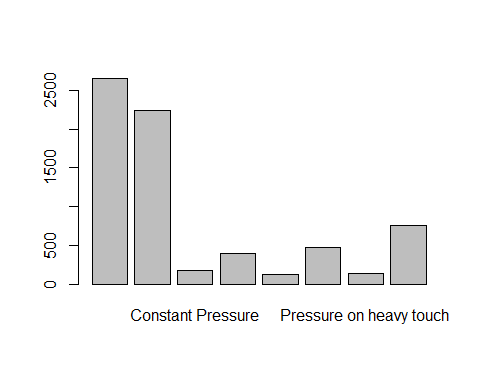 2500
1500
500
0
Constant Pressure
Pressure on heavy touch